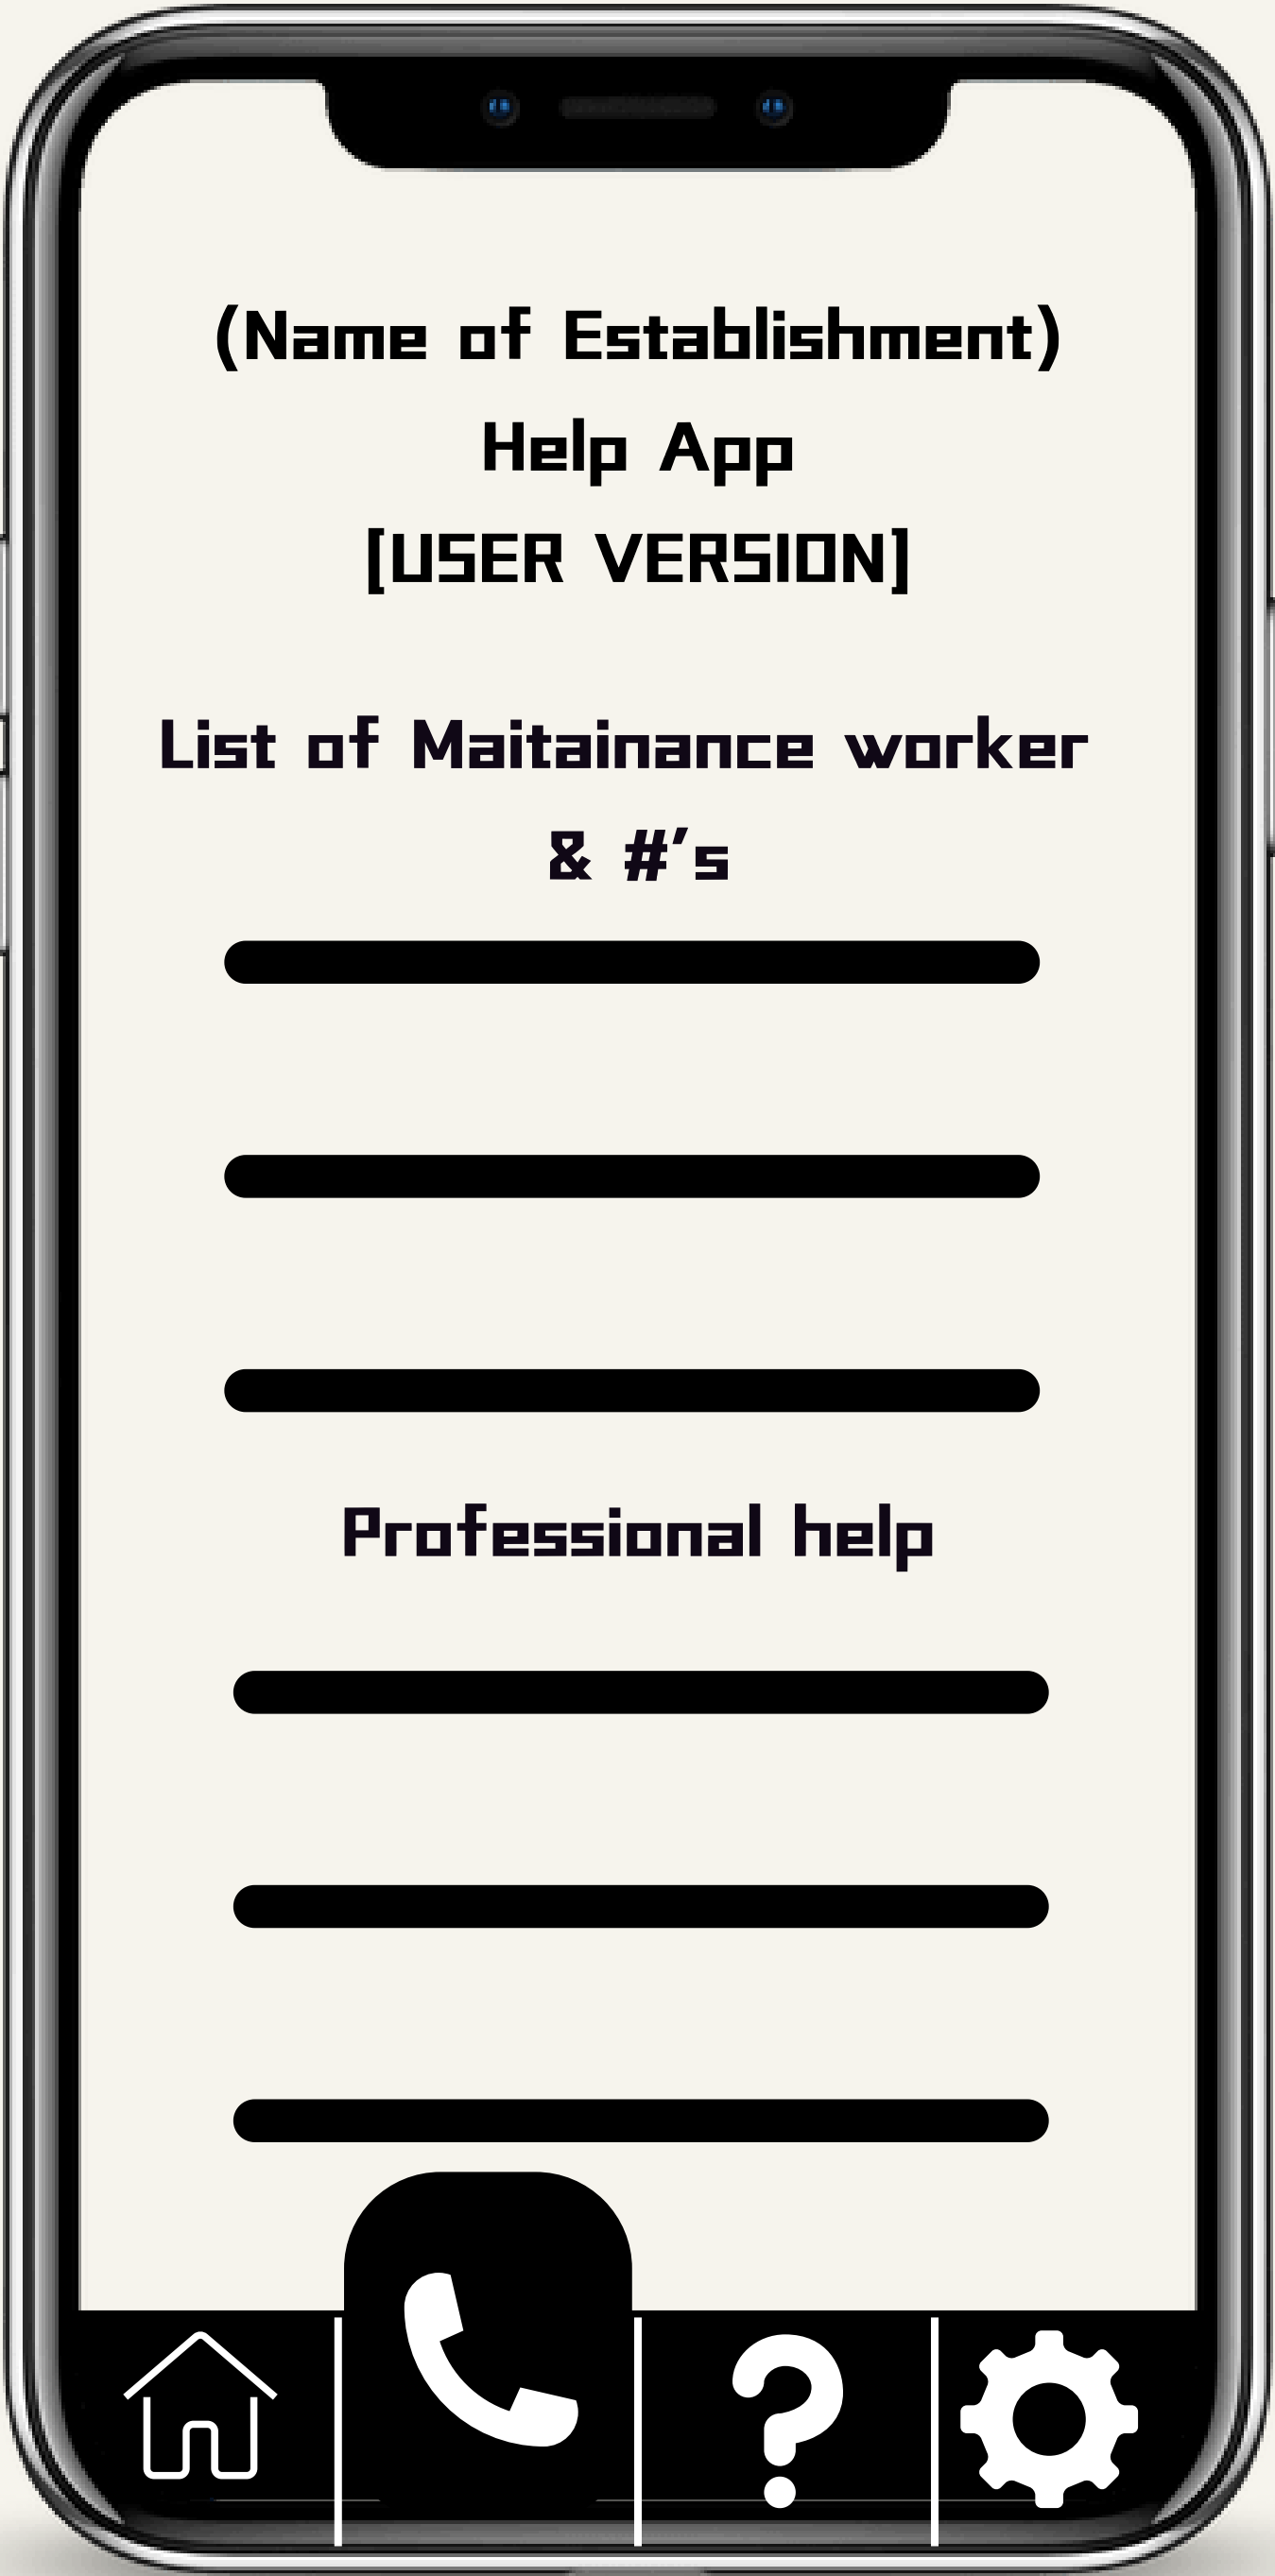 (Name of Establishment)
Help App
[USER VERSION]
List of Maitainance worker
& #'s
Professional help